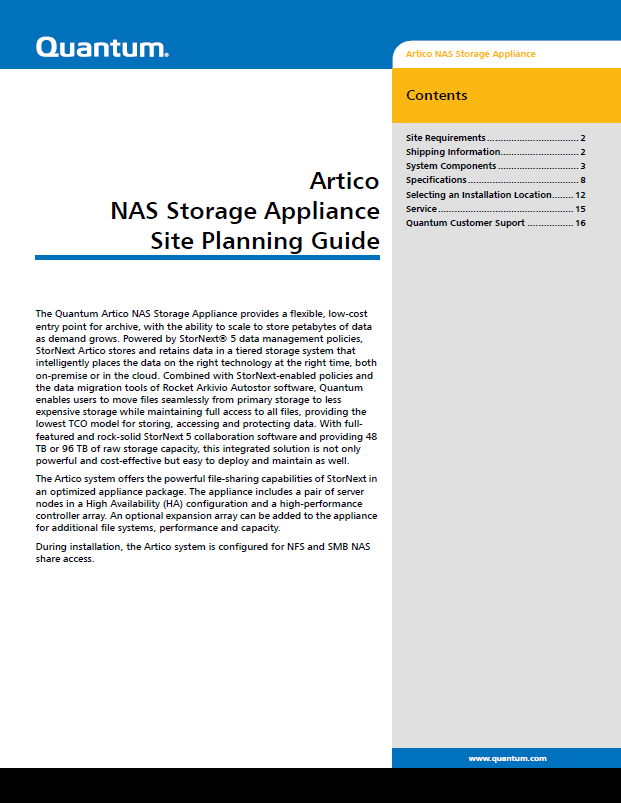 Quantum.
Artico NAS Storage Appliance
Contents
Site Requirements .................................. 2
Shipping Information............................. 2
System Components .............................. 3
Specifications ......................................... 8
Selecting an Installation Location........ 12
Service .................................................. 15
Quantum Customer Suport ................. 16
Artico
NAS Storage Appliance
Site Planning Guide
The Quantum Artico NAS Storage Appliance provides a flexible, low-cost
entry point for archive, with the ability to scale to store petabytes of data
as demand grows. Powered by StorNext® 5 data management policies,
StorNext Artico stores and retains data in a tiered storage system that
intelligently places the data on the right technology at the right time, both
on-premise or in the cloud. Combined with StorNext-enabled policies and
the data migration tools of Rocket Arkivio Autostor software, Quantum
enables users to move files seamlessly from primary storage to less
expensive storage while maintaining full access to all files, providing the
lowest TCO model for storing, accessing and protecting data. With full-
featured and rock-solid StorNext 5 collaboration software and providing 48
TB or 96 TB of raw storage capacity, this integrated solution is not only
powerful and cost-effective but easy to deploy and maintain as well.
The Artico system offers the powerful file-sharing capabilities of StorNext in
an optimized appliance package. The appliance includes a pair of server
nodes in a High Availability (HA) configuration and a high-performance
controller array. An optional expansion array can be added to the appliance
for additional file systems, performance and capacity.
During installation, the Artico system is configured for NFS and SMB NAS
share access.
www.quantum.com